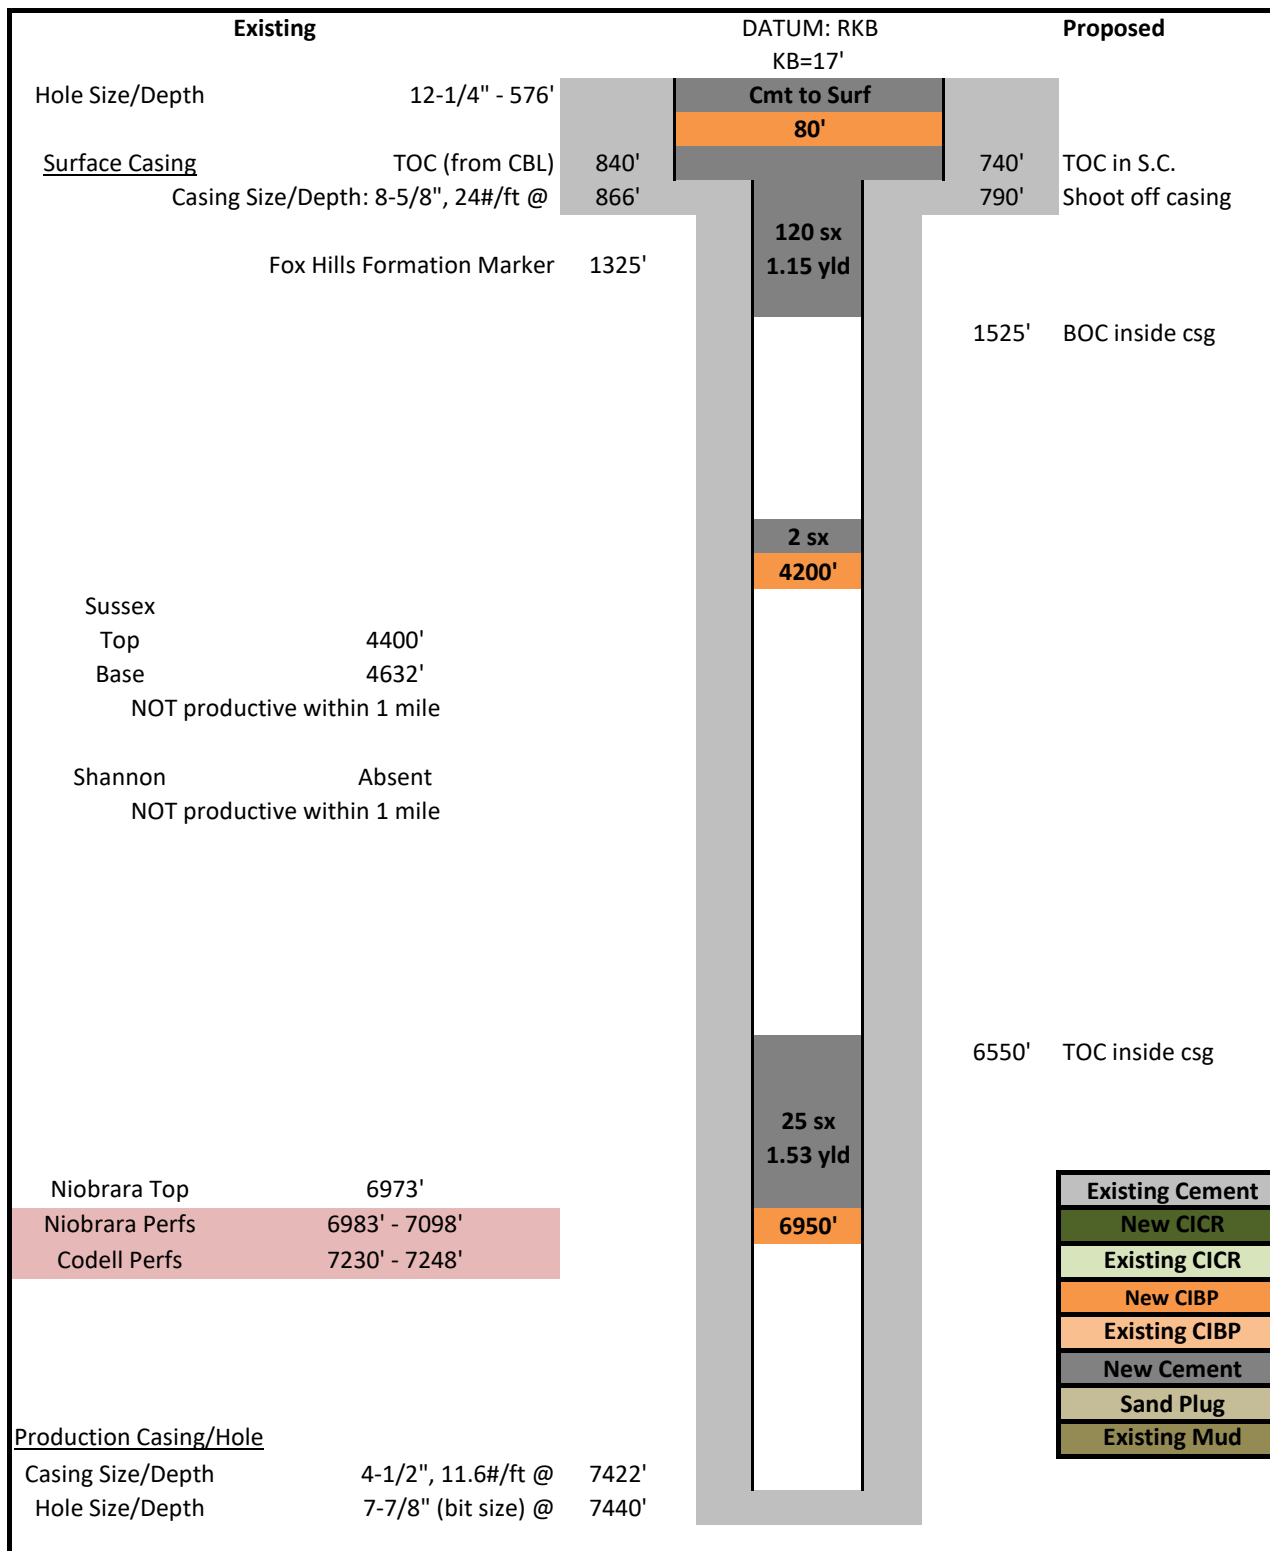 Existing DATUM: RKB Proposed
KB=17'
Hole Size/Depth 12-1/4" - 576' Cmt to Surf
80'
Surface Casing TOC (from CBL) 840' 740' TOC in S.C.
Casing Size/Depth: 8-5/8", 24#/ft @ 866' 790' Shoot off casing
120 sx
Fox Hills Formation Marker 1325' 1.15 yld
1525' BOC inside csg
2 sx
4200'
Sussex
Top 4400'
Base 4632'
NOT productive within 1 mile
Shannon Absent
NOT productive within 1 mile
6550' TOC inside csg
25 sx
1.53 yld
Niobrara Top 6973' Existing Cement
Niobrara Perfs 6983' - 7098' 6950' New CICR
Codell Perfs 7230' - 7248' Existing CICR
New CIBP
Existing CIBP
New Cement
Sand Plug
Production Casing/Hole Existing Mud
Casing Size/Depth 4-1/2", 11.6#/ft @ 7422'
Hole Size/Depth 7-7/8" (bit size) @ 7440'